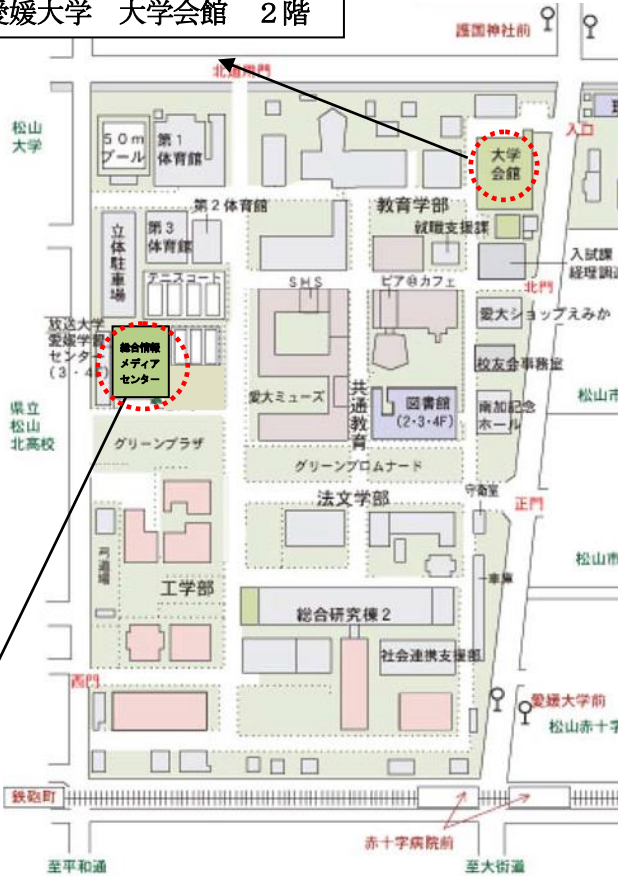 愛媛大学 大学会館 2階
護国神社前
北通用門
松山
大学
50m
プール
第1
体育館
入口
大学
会館
第2体育館
教育学部
立体駐車場
第3
体育館
就職支援課
入試課
経理調達
テニスコート
SHS
ピア@カフェ
北門
愛大ショップえみか
放送大学
愛媛学習
センター
(3・4F)
総合情報
メディア
センター
校友会事務室
愛大ミューズ
共通教育
図書館
(2・3・4F)
南加記念
ホール
松山市
県立
松山
北高校
グリーンプラザ
グリーンプロムナード
守衛室
法文学部
正門
弓道場
松山市
工学部
車庫
総合研究棟2
社会連携支援部
西門
愛媛大学前
松山赤十字
鉄砲町
赤十字病院前
至平和通
至大街道